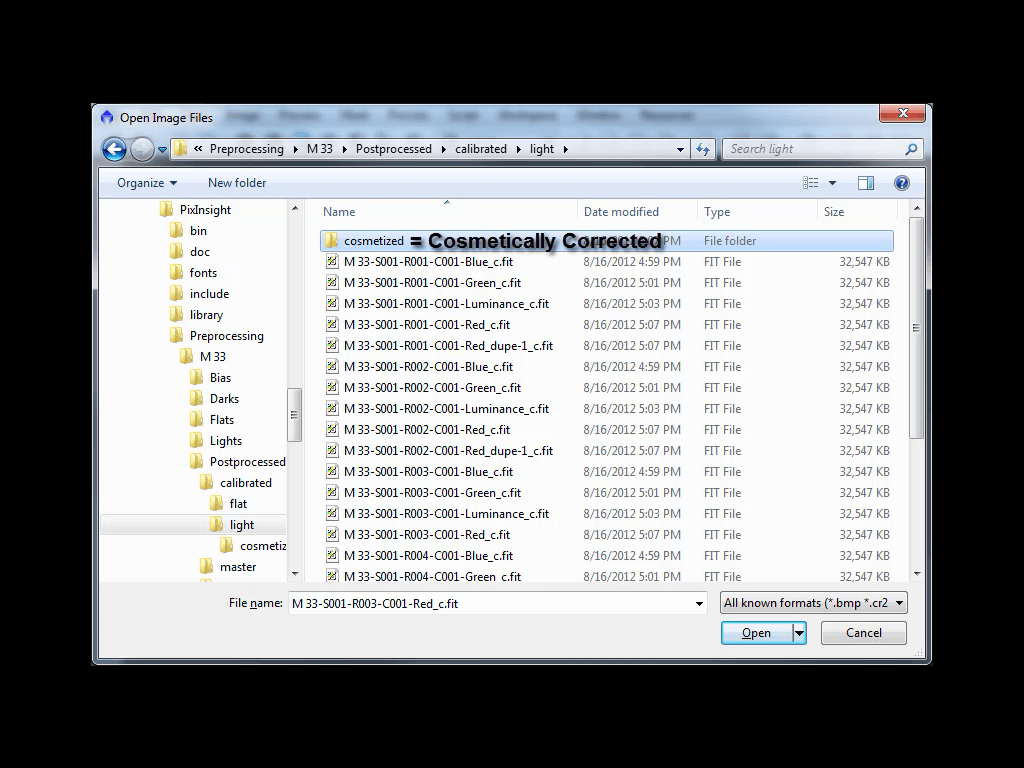 Open Image Files
« Preprocessing ▸ M 33 ▸ Postprocessed ▸ calibrated ▸ light ▸ Search light
Organize New folder
PixInsight
bin
doc
fonts
include
library
Preprocessing
M 33
Bias
Darks
Flats
Lights
Postprocessed
calibrated
flat
light
cosmetiz
master
Name Date modified Type Size
cosmetized = Cosmetically Corrected PM File folder
M 33-S001-R001-C001-Blue_c.fit 8/16/2012 4:59 PM FIT File 32,547 KB
M 33-S001-R001-C001-Green_c.fit 8/16/2012 5:01 PM FIT File 32,547 KB
M 33-S001-R001-C001-Luminance_c.fit 8/16/2012 5:03 PM FIT File 32,547 KB
M 33-S001-R001-C001-Red_c.fit 8/16/2012 5:07 PM FIT File 32,547 KB
M 33-S001-R001-C001-Red_dupe-1_c.fit 8/16/2012 5:07 PM FIT File 32,547 KB
M 33-S001-R002-C001-Blue_c.fit 8/16/2012 4:59 PM FIT File 32,547 KB
M 33-S001-R002-C001-Green_c.fit 8/16/2012 5:01 PM FIT File 32,547 KB
M 33-S001-R002-C001-Luminance_c.fit 8/16/2012 5:03 PM FIT File 32,547 KB
M 33-S001-R002-C001-Red_c.fit 8/16/2012 5:07 PM FIT File 32,547 KB
M 33-S001-R002-C001-Red_dupe-1_c.fit 8/16/2012 5:07 PM FIT File 32,547 KB
M 33-S001-R003-C001-Blue_c.fit 8/16/2012 4:59 PM FIT File 32,547 KB
M 33-S001-R003-C001-Green_c.fit 8/16/2012 5:01 PM FIT File 32,547 KB
M 33-S001-R003-C001-Luminance_c.fit 8/16/2012 5:03 PM FIT File 32,547 KB
M 33-S001-R003-C001-Red_c.fit 8/16/2012 5:07 PM FIT File 32,547 KB
M 33-S001-R004-C001-Blue_c.fit 8/16/2012 4:59 PM FIT File 32,547 KB
M 33-S001-R004-C001-Green_c.fit 8/16/2012 5:01 PM FIT File 32,547 KB
File name: M 33-S001-R003-C001-Red_c.fit All known formats (*.bmp *.cr2
Open Cancel